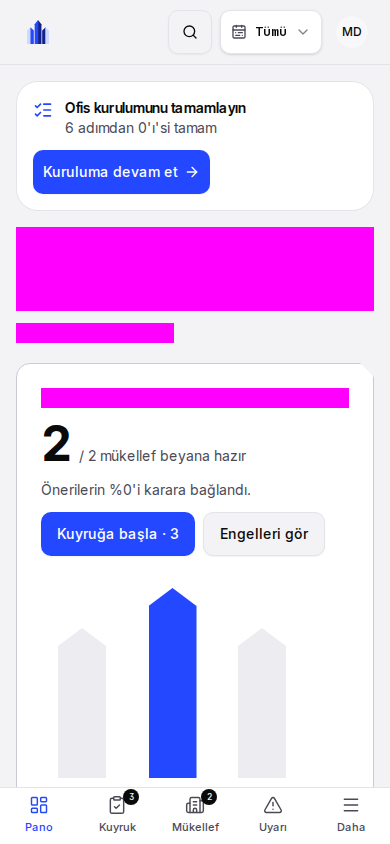 Tümü
MD
Ofis kurulumunu tamamlayın
6 adımdan 0'ı'si tamam
Kuruluma devam et →
2 / 2 mükellef beyana hazır
Önerilerin %0'i karara bağlandı.
Kuyruğa başla · 3
Engelleri gör
3
2
Pano
Kuyruk
Mükellef
Uyarı
Daha